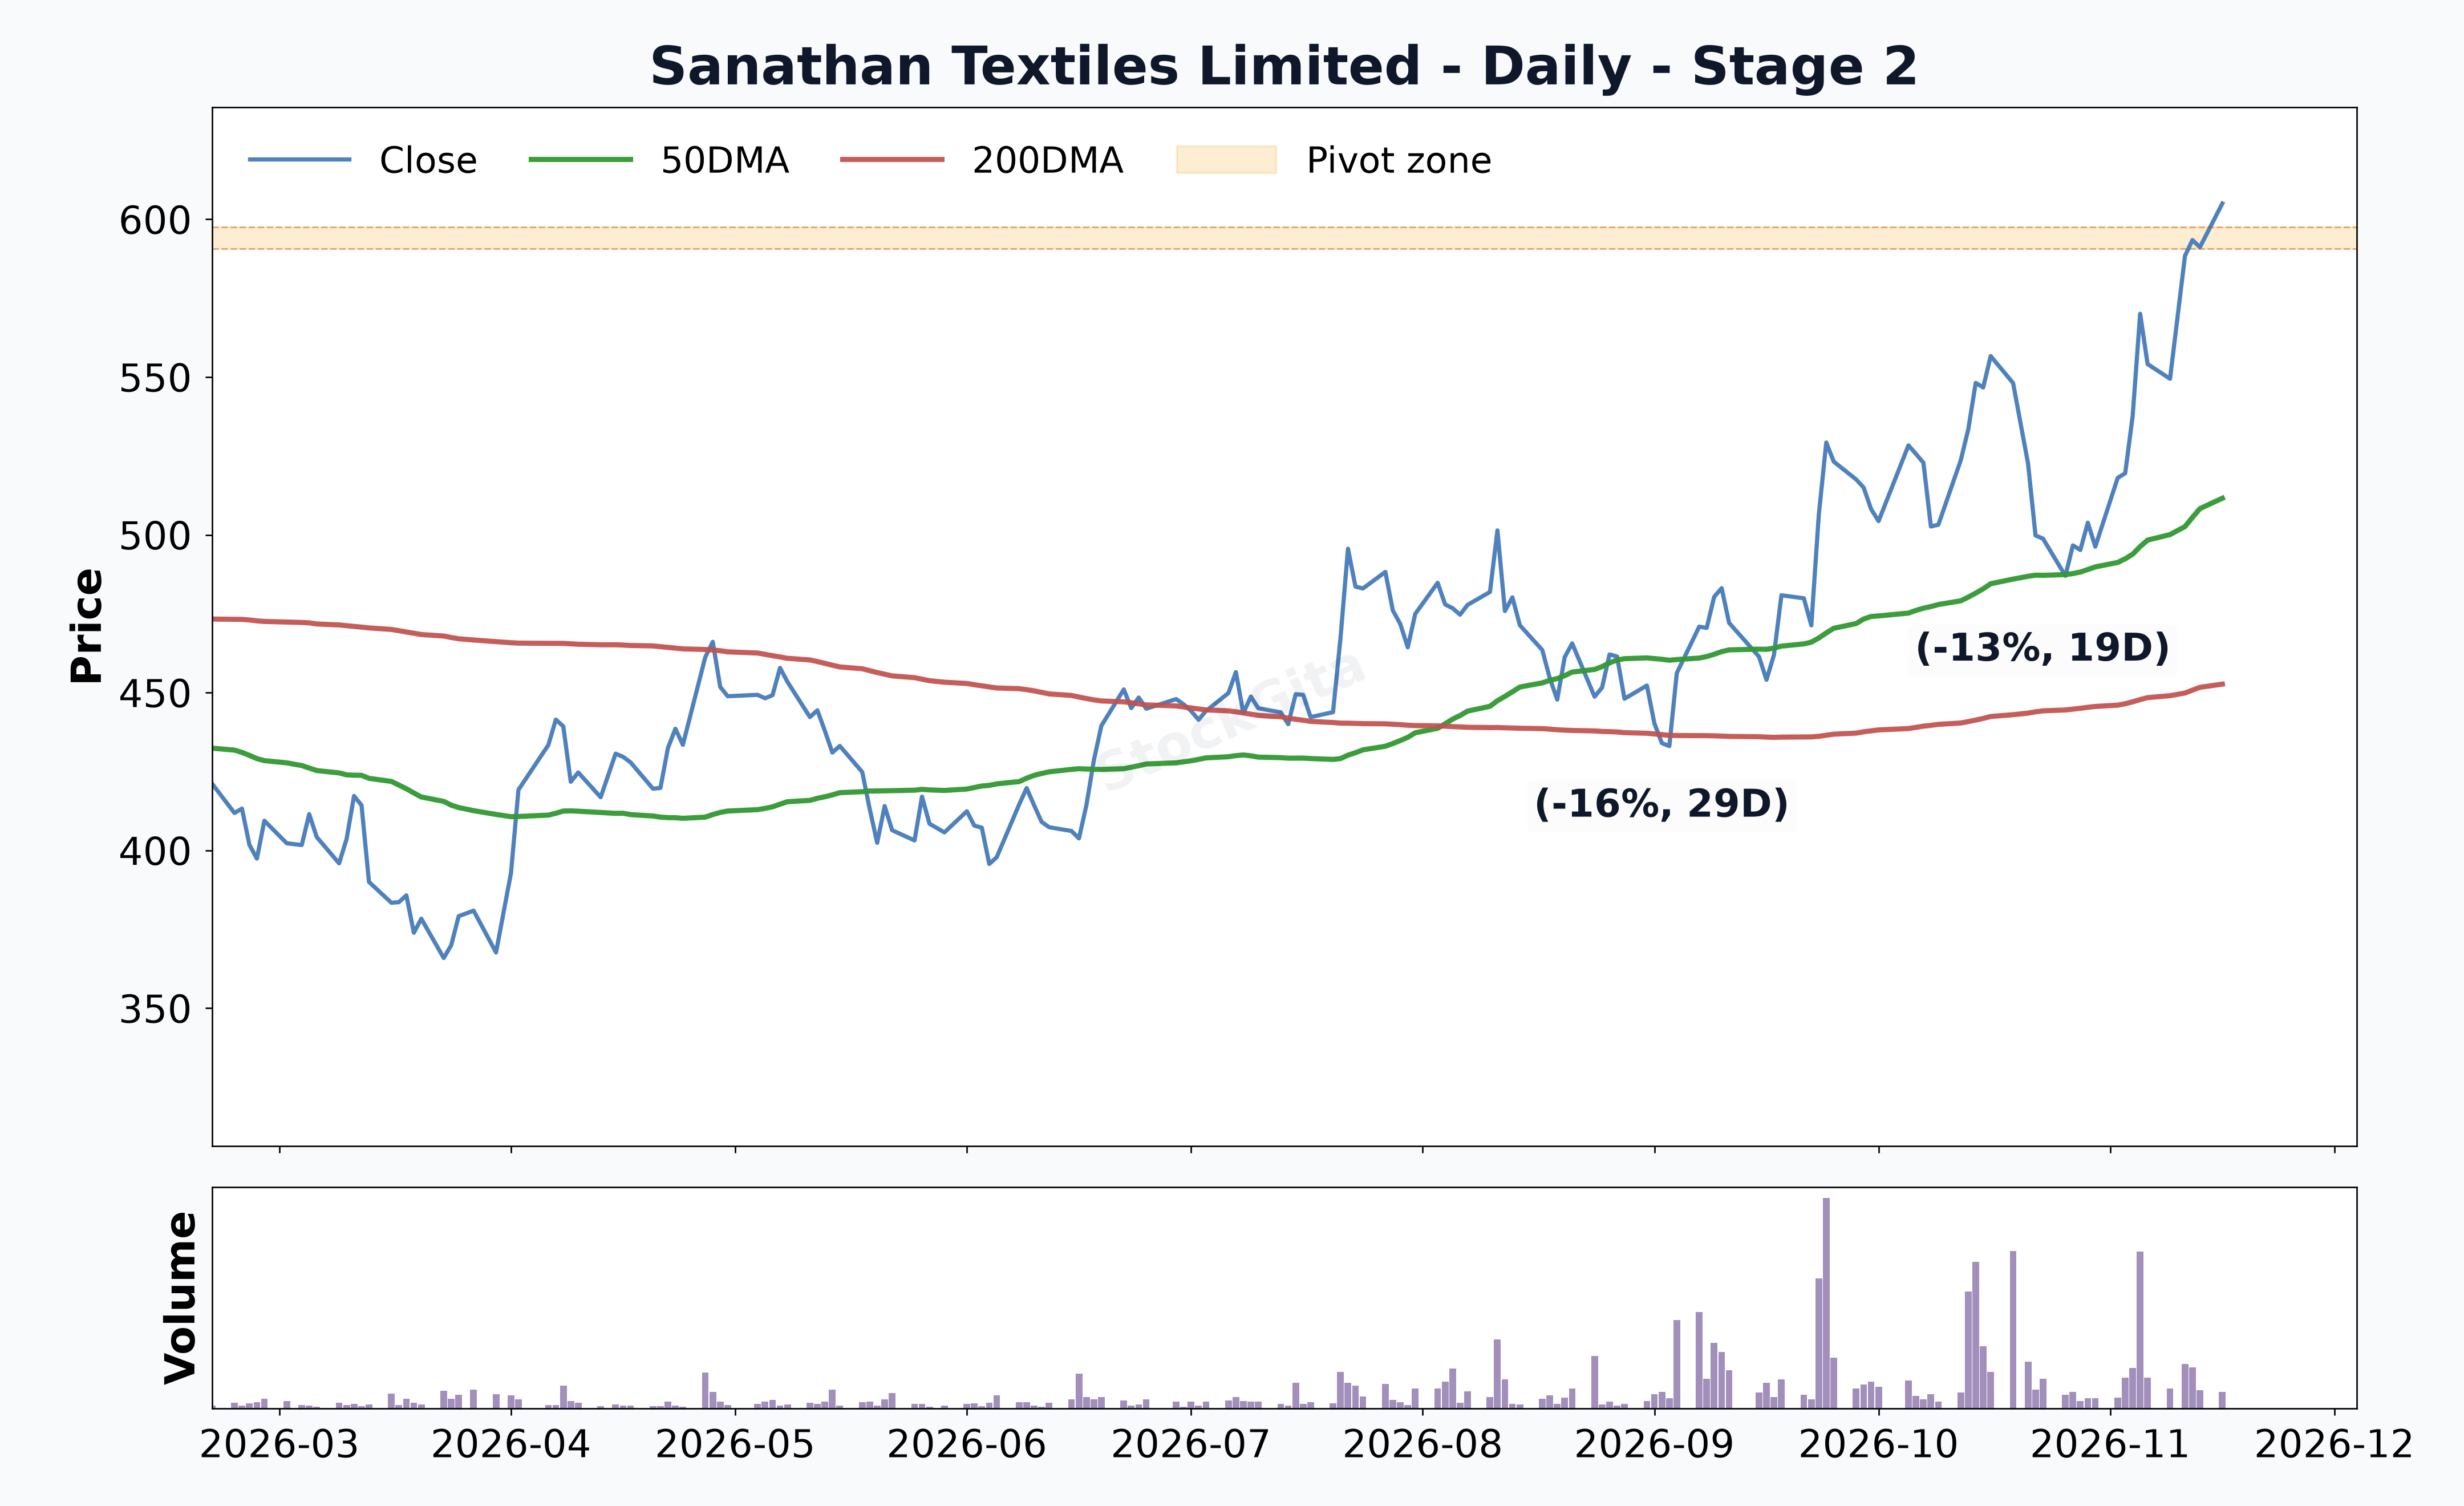 Sanathan Textiles Limited - Daily - Stage 2
Close 50DMA 200DMA Pivot zone
600
550
500
450
400
350
Price
StockGita
(-13%, 19D)
(-16%, 29D)
Volume
2026-03 2026-04 2026-05 2026-06 2026-07 2026-08 2026-09 2026-10 2026-11 2026-12